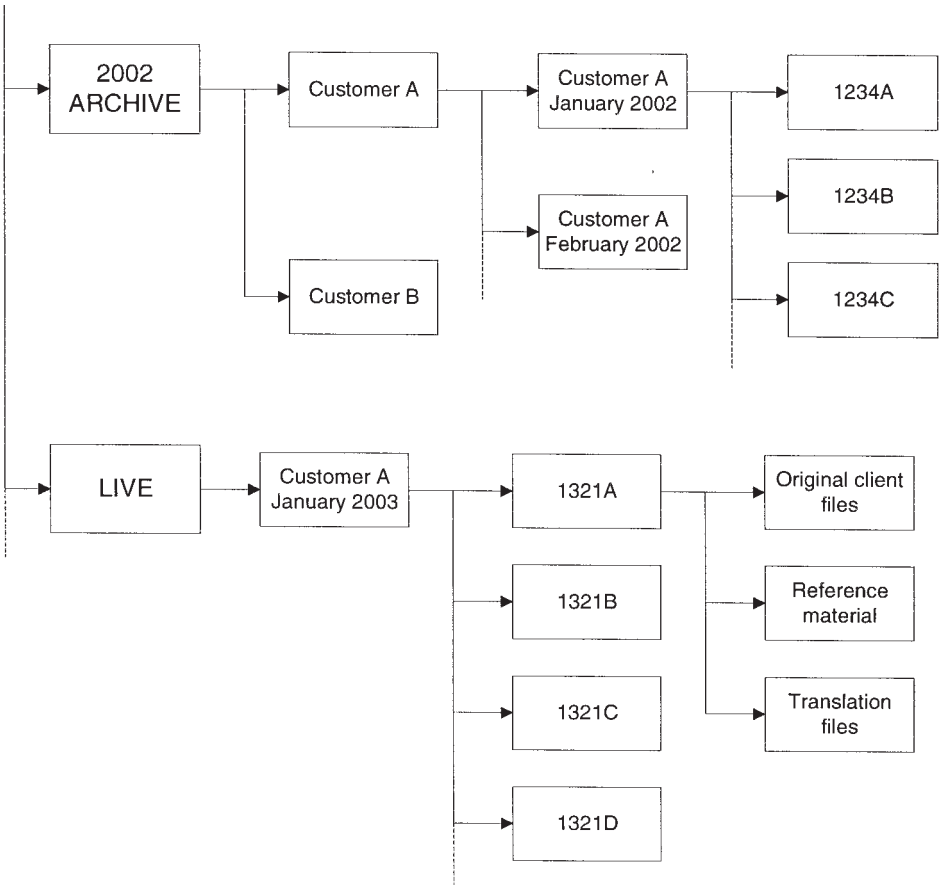 2002
ARCHIVE
Customer A
Customer A
January 2002
1234A
1234B
Customer A
February 2002
Customer B
1234C
LIVE
Customer A
January 2003
1321A
Original client
files
1321B
Reference
material
1321C
Translation
files
1321D